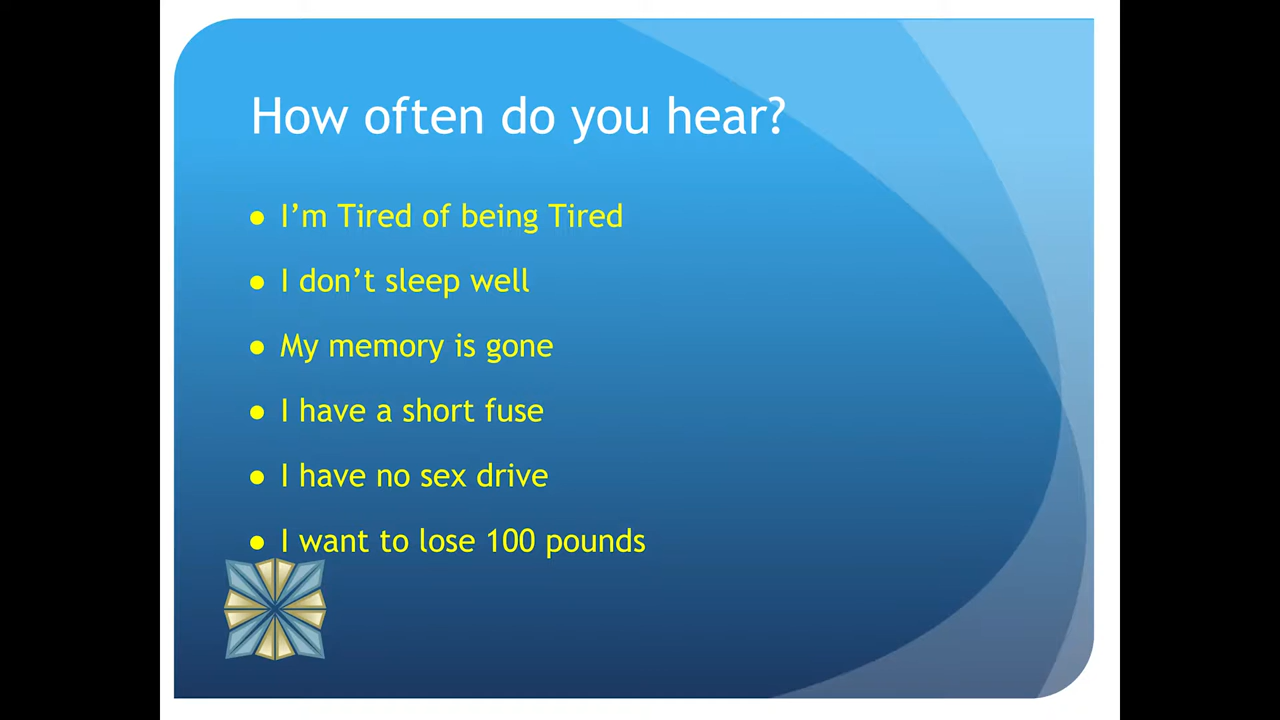 How often do you hear?
● I’m Tired of being Tired
● I don’t sleep well
● My memory is gone
● I have a short fuse
● I have no sex drive
● I want to lose 100 pounds